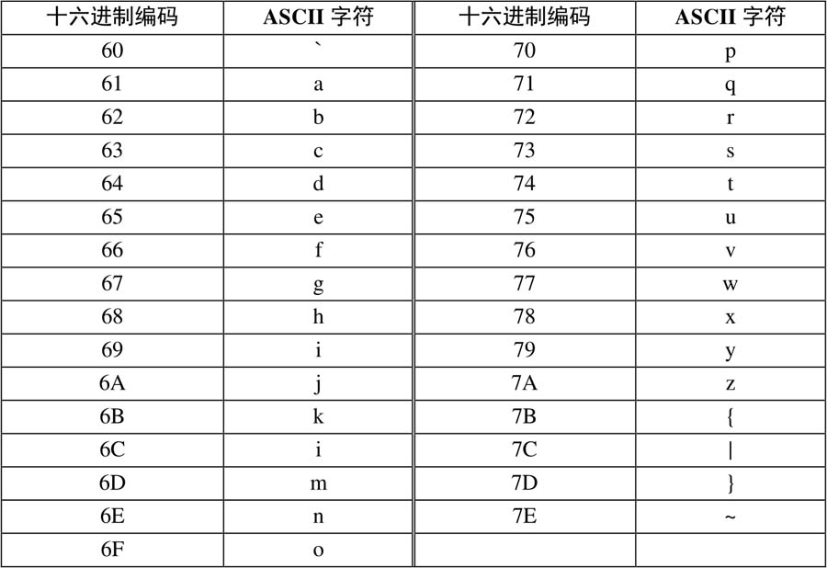 十六进制编码 ASCII 字符 十六进制编码 ASCII 字符
60 ` 70 p
61 a 71 q
62 b 72 r
63 c 73 s
64 d 74 t
65 e 75 u
66 f 76 v
67 g 77 w
68 h 78 x
69 i 79 y
6A j 7A z
6B k 7B {
6C i 7C |
6D m 7D }
6E n 7E ~
6F o